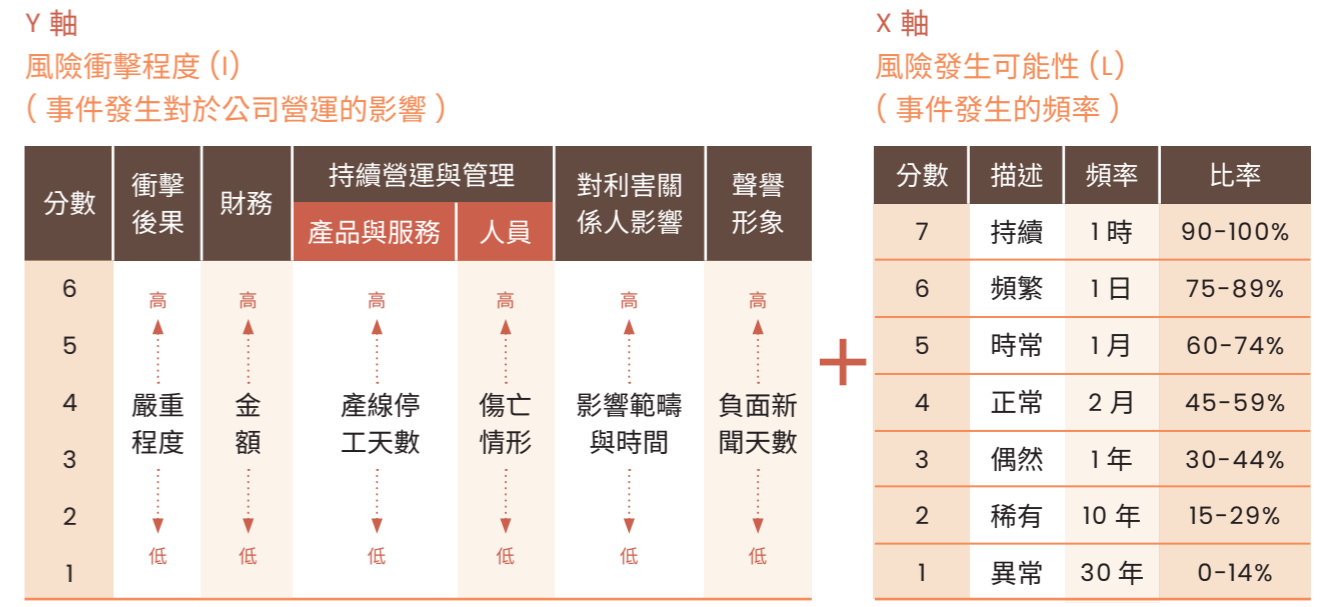 Y 軸
風險衝擊程度 (I)
( 事件發生對於公司營運的影響 )
分數
衝擊
後果
財務
持續營運與管理
產品與服務
人員
對利害關
係人影響
聲譽
形象
6
5
4
3
2
1
高
嚴重
程度
低
高
金
額
低
高
產線停
工天數
低
高
傷亡
情形
低
高
影響範疇
與時間
低
高
負面新
聞天數
低
+
X 軸
風險發生可能性 (L)
( 事件發生的頻率 )
分數 描述 頻率 比率
7 持續 1 時 90-100%
6 頻繁 1 日 75-89%
5 時常 1 月 60-74%
4 正常 2 月 45-59%
3 偶然 1 年 30-44%
2 稀有 10 年 15-29%
1 異常 30 年 0-14%